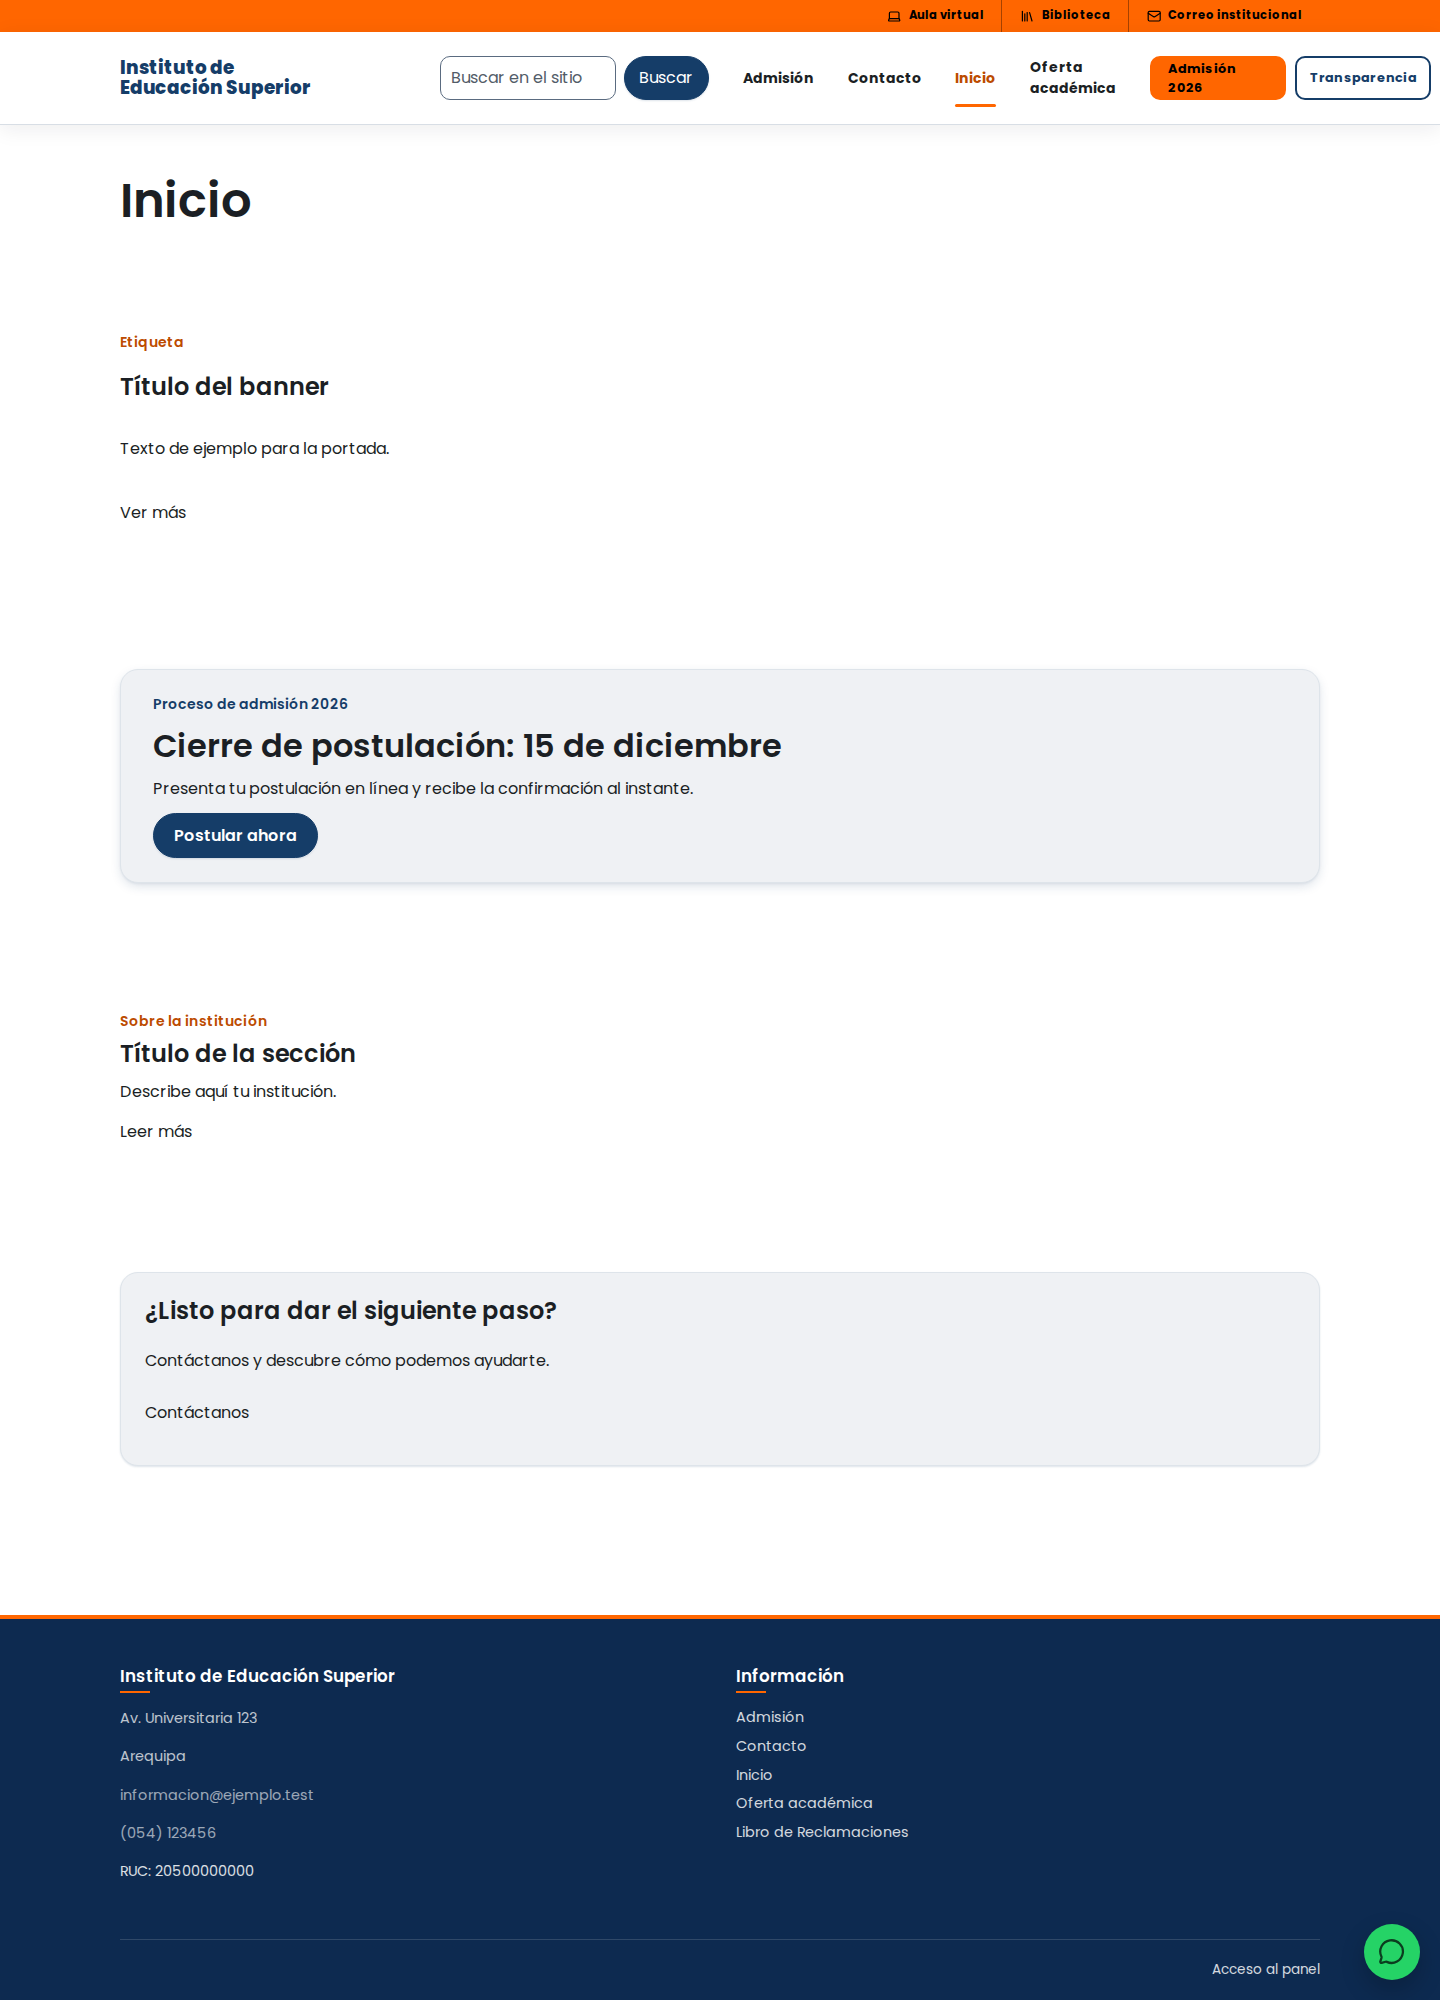 Aula virtual
Biblioteca
Correo institucional
Instituto de
Educación Superior
Buscar en el sitio
Buscar
Admisión
Contacto
Inicio
Oferta
académica
Admisión
2026
Transparencia
Inicio
Etiqueta
Título del banner
Texto de ejemplo para la portada.
Ver más
Proceso de admisión 2026
Cierre de postulación: 15 de diciembre
Presenta tu postulación en línea y recibe la confirmación al instante.
Postular ahora
Sobre la institución
Título de la sección
Describe aquí tu institución.
Leer más
¿Listo para dar el siguiente paso?
Contáctanos y descubre cómo podemos ayudarte.
Contáctanos
Instituto de Educación Superior
Av. Universitaria 123
Arequipa
informacion@ejemplo.test
(054) 123456
RUC: 20500000000
Información
Admisión
Contacto
Inicio
Oferta académica
Libro de Reclamaciones
Acceso al panel